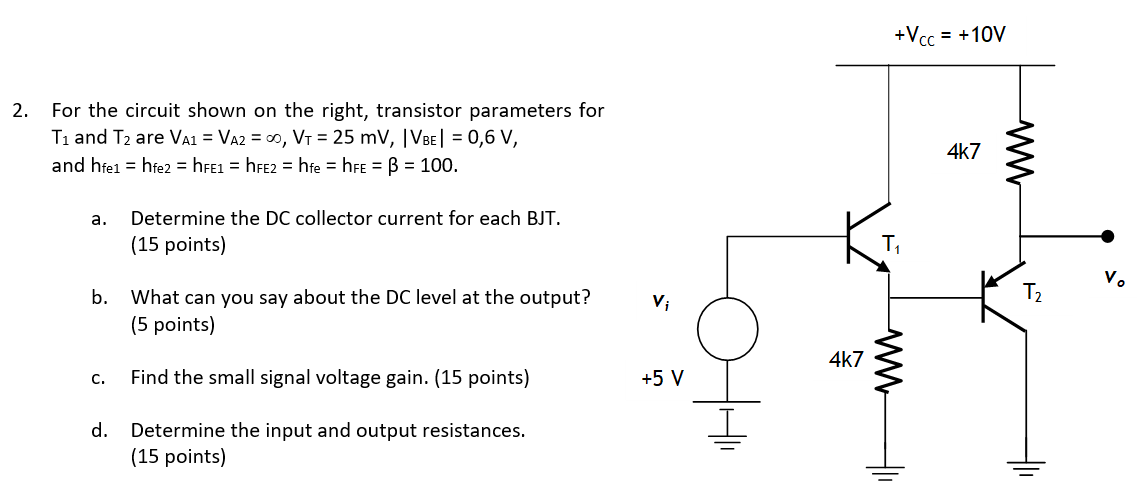 +VCC = +10V
2. For the circuit shown on the right, transistor parameters for
T1 and T2 are VA1 = VA2 = ∞, VT = 25 mV, |VBE| = 0,6 V,
and hfe1 = hfe2 = hFE1 = hFE2 = hfe = hFE = β = 100.
4k7
a. Determine the DC collector current for each BJT.
(15 points)
T1
b. What can you say about the DC level at the output?
(5 points)
vi
T2
vo
4k7
c. Find the small signal voltage gain. (15 points)
+5 V
d. Determine the input and output resistances.
(15 points)